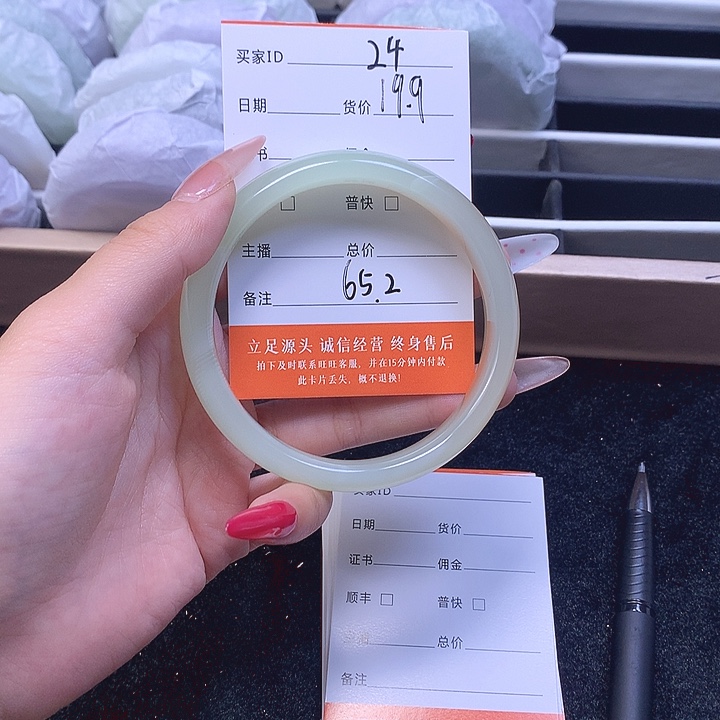 买家ID 24
日期 货价 19.9
书
□ 普快 □
主播 总价
备注 65.2
立足源头 诚信经营 终身售后
拍下及时联系旺旺客服，并在15分钟内付款
此卡片丢失，概不退换！
买家ID
日期 货价
证书 佣金
顺丰 □ 普快 □
总价
备注